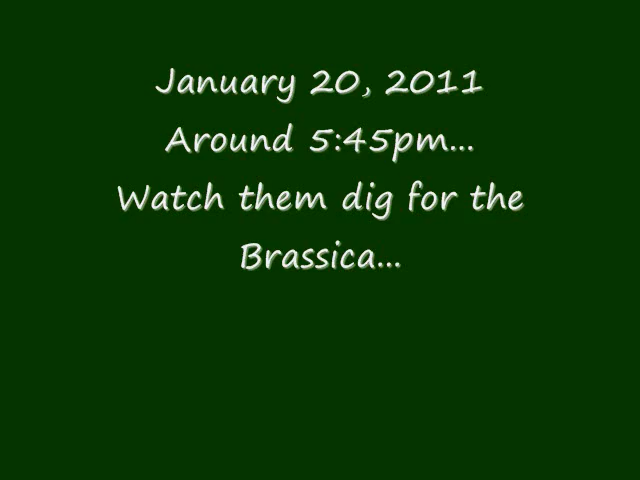 January 20, 2011
Around 5:45pm...
Watch them dig for the
Brassica...